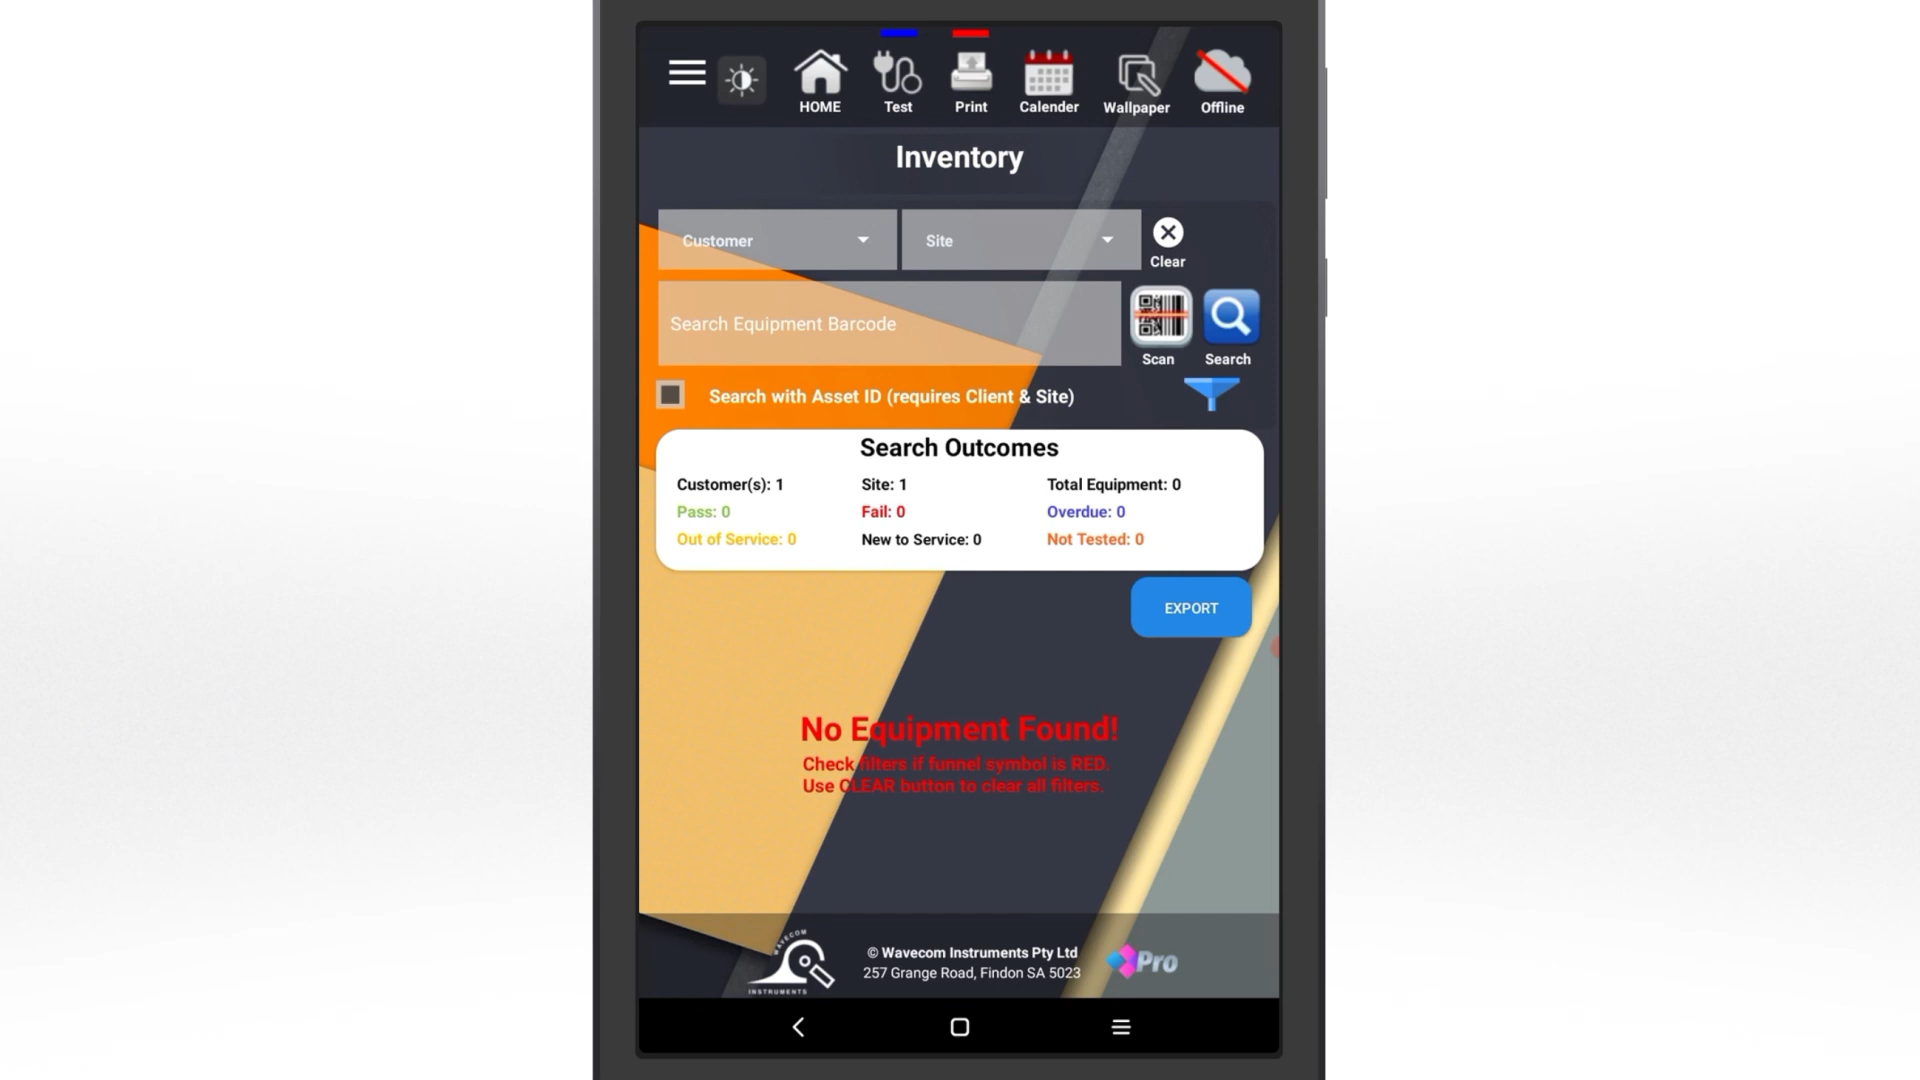 HOME
Test
Print
Calender
Wallpaper
Offline
Inventory
Customer
Site
Clear
Search Equipment Barcode
Scan
Search
Search with Asset ID (requires Client & Site)
Search Outcomes
Customer(s): 1
Site: 1
Total Equipment: 0
Pass: 0
Fail: 0
Overdue: 0
Out of Service: 0
New to Service: 0
Not Tested: 0
EXPORT
No Equipment Found!
Check filters if funnel symbol is RED.
Use CLEAR button to clear all filters.
WAVECOM
INSTRUMENTS
© Wavecom Instruments Pty Ltd
257 Grange Road, Findon SA 5023
Pro